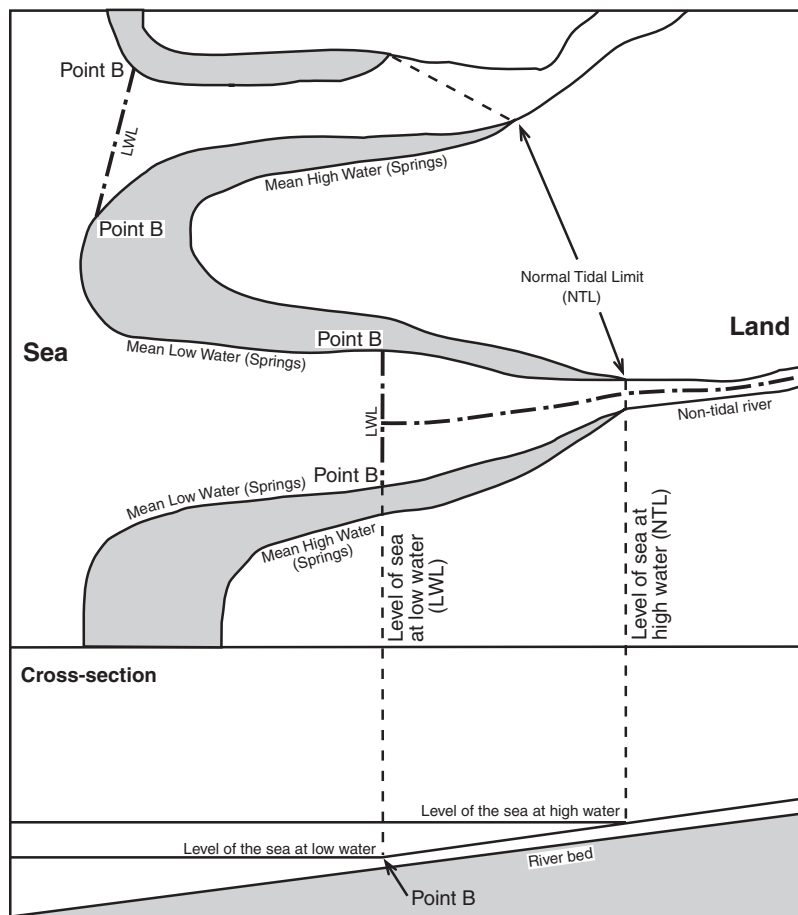 Point B
LWL
Mean High Water (Springs)
Point B
Normal Tidal Limit
(NTL)
Land
Sea
Mean Low Water (Springs)
Point B
LWL
Non-tidal river
Point B
Mean Low Water (Springs)
Mean High Water
(Springs)
Level of sea
at low water
(LWL)
Level of sea at
high water (NTL)
Cross-section
Level of the sea at high water
Level of the sea at low water
River bed
Point B